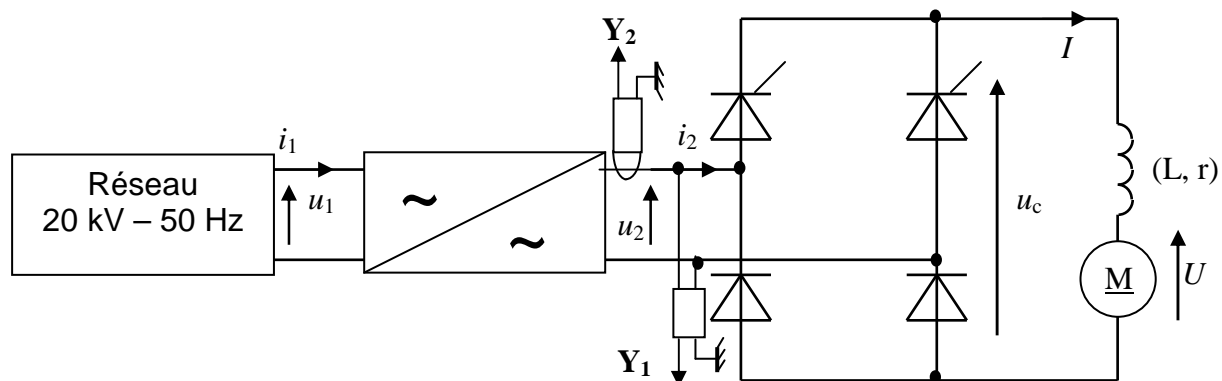 Y2
I
i1
i2
Réseau
20 kV – 50 Hz
u1
~
~
u2
uc
(L, r)
M
U
Y1